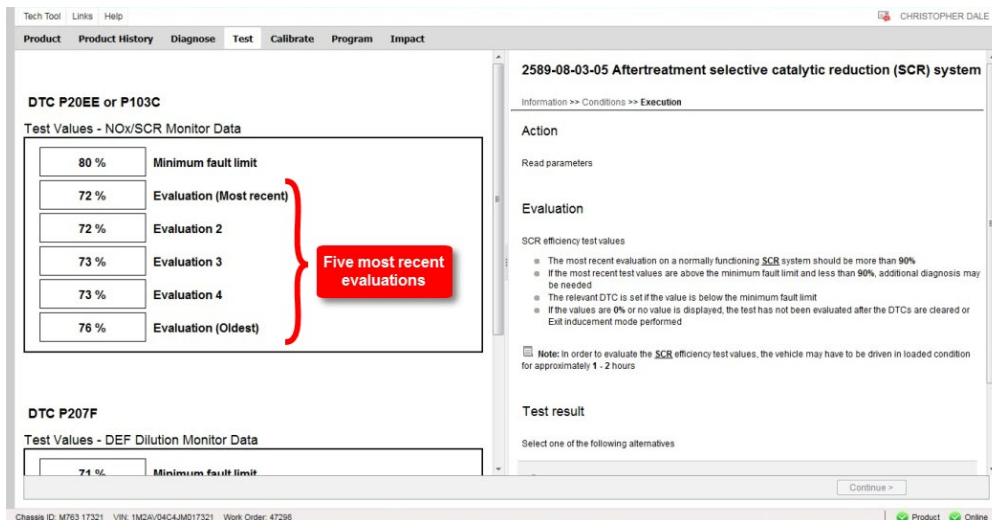 Tech Tool Links Help
CHRISTOPHER DALE
Product Product History Diagnose Test Calibrate Program Impact
DTC P20EE or P103C
Test Values - NOx/SCR Monitor Data
80 % Minimum fault limit
72 % Evaluation (Most recent)
72 % Evaluation 2
73 % Evaluation 3
73 % Evaluation 4
76 % Evaluation (Oldest)
Five most recent
evaluations
DTC P207F
Test Values - DEF Dilution Monitor Data
71 % Minimum fault limit
2589-08-03-05 Aftertreatment selective catalytic reduction (SCR) system
Information >> Conditions >> Execution
Action
Read parameters
Evaluation
SCR efficiency test values
The most recent evaluation on a normally functioning SCR system should be more than 90%
If the most recent test values are above the minimum fault limit and less than 90%, additional diagnosis may
be needed
The relevant DTC is set if the value is below the minimum fault limit
If the values are 0% or no value is displayed, the test has not been evaluated after the DTCs are cleared or
Exit inducement mode performed
Note: In order to evaluate the SCR efficiency test values, the vehicle may have to be driven in loaded condition
for approximately 1 - 2 hours
Test result
Select one of the following alternatives
Continue >
Chassis ID: M763 17321 VIN: 1M2AV04C4JM017321 Work Order: 47296
Product Online